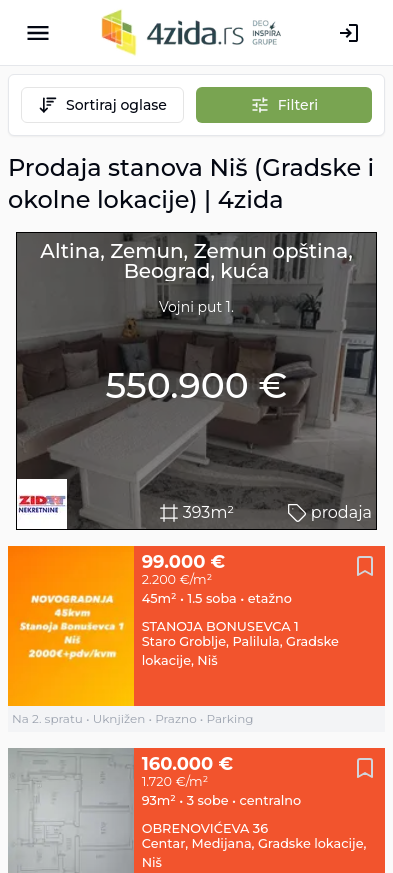 4zida.rs
DEO
INSPIRA
GRUPE
Sortiraj oglase
Filteri
Prodaja stanova Niš (Gradske i
okolne lokacije) | 4zida
Altina, Zemun, Zemun opština,
Beograd, kuća
Vojni put 1.
550.900 €
ZID
NEKRETNINE
393m²
prodaja
99.000 €
2.200 €/m²
45m² • 1.5 soba • etažno
NOVOGRADNJA
45kvm
Stanoja Bonuševca 1
Niš
2000€+pdv/kvm
STANOJA BONUSEVCA 1
Staro Groblje, Palilula, Gradske
lokacije, Niš
Na 2. spratu • Uknjižen • Prazno • Parking
160.000 €
1.720 €/m²
93m² • 3 sobe • centralno
OBRENOVIĆEVA 36
Centar, Medijana, Gradske lokacije,
Niš